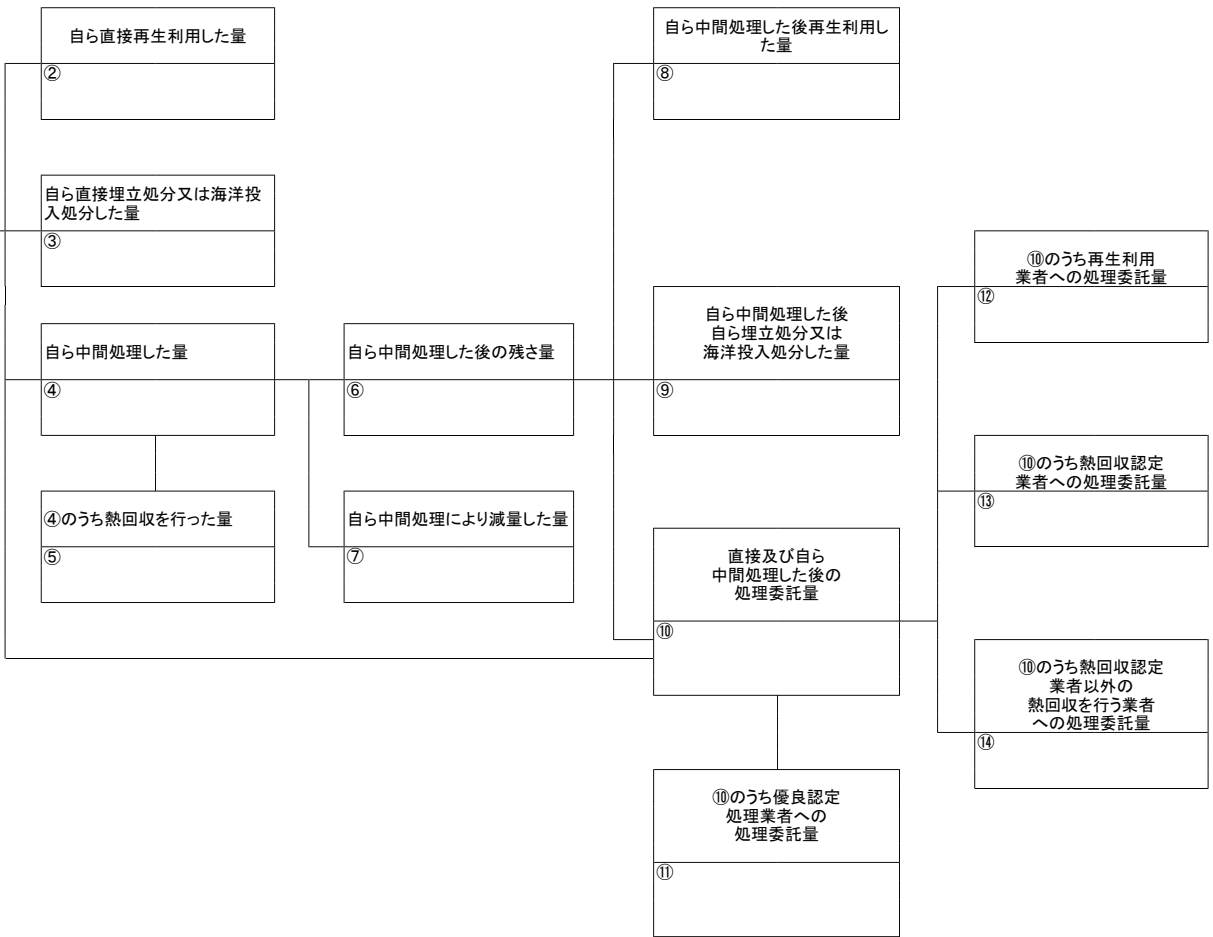 自ら直接再生利用した量
②
自ら直接埋立処分又は海洋投
入処分した量
③
自ら中間処理した量
④
④のうち熱回収を行った量
⑤
自ら中間処理した後の残さ量
⑥
自ら中間処理により減量した量
⑦
自ら中間処理した後再生利用し
た量
⑧
自ら中間処理した後
自ら埋立処分又は
海洋投入処分した量
⑨
直接及び自ら
中間処理した後の
処理委託量
⑩
⑩のうち優良認定
処理業者への
処理委託量
⑪
⑩のうち再生利用
業者への処理委託量
⑫
⑩のうち熱回収認定
業者への処理委託量
⑬
⑩のうち熱回収認定
業者以外の
熱回収を行う業者
への処理委託量
⑭